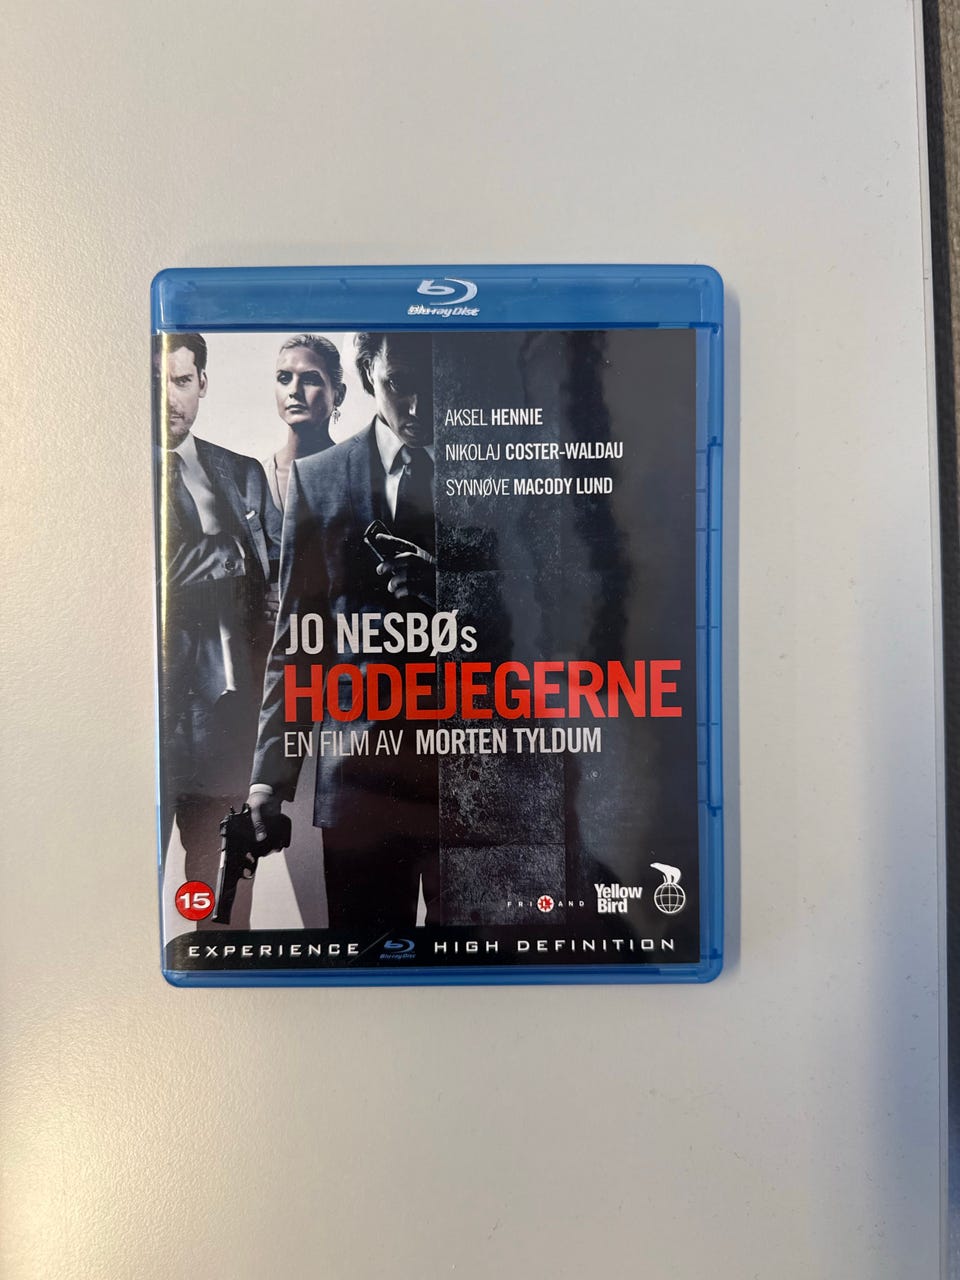 Blu-ray Disc
AKSEL HENNIE
NIKOLAJ COSTER-WALDAU
SYNNØVE MACODY LUND
JO NESBØs
HODEJEGERNE
EN FILM AV MORTEN TYLDUM
15
FRILAND
Yellow
Bird
EXPERIENCE Blu-ray Disc HIGH DEFINITION